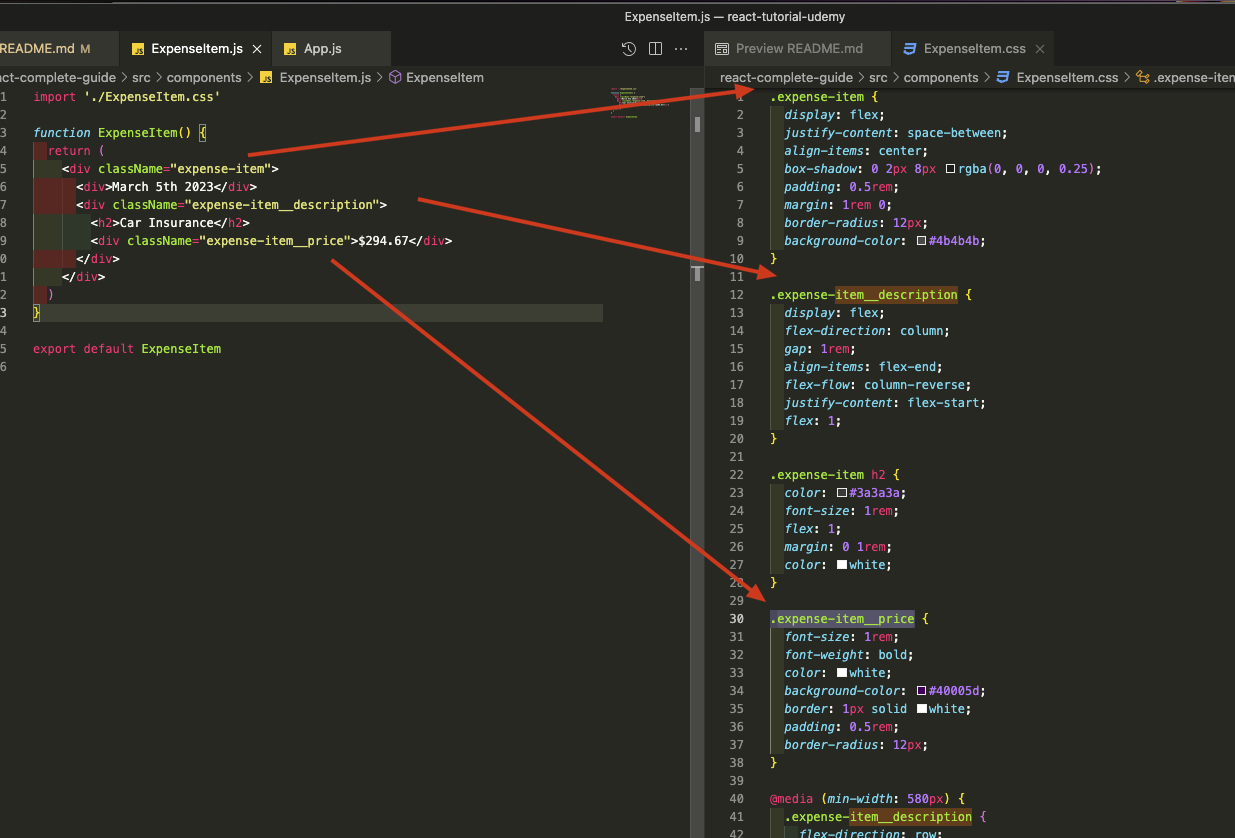 ExpenseItem.js — react-tutorial-udemy
README.md M
JS ExpenseItem.js ×
JS App.js
···
Preview README.md
ExpenseItem.css ×
act-complete-guide > src > components > JS ExpenseItem.js > ExpenseItem
react-complete-guide > src > components > ExpenseItem.css > .expense-item
1 import './ExpenseItem.css'
2
3 function ExpenseItem() {
4 return (
5 <div className="expense-item">
6 <div>March 5th 2023</div>
7 <div className="expense-item__description">
8 <h2>Car Insurance</h2>
9 <div className="expense-item__price">$294.67</div>
0 </div>
1 </div>
2 )
3 }
4
5 export default ExpenseItem
6
1 .expense-item {
2 display: flex;
3 justify-content: space-between;
4 align-items: center;
5 box-shadow: 0 2px 8px rgba(0, 0, 0, 0.25);
6 padding: 0.5rem;
7 margin: 1rem 0;
8 border-radius: 12px;
9 background-color: #4b4b4b;
10 }
11
12 .expense-item__description {
13 display: flex;
14 flex-direction: column;
15 gap: 1rem;
16 align-items: flex-end;
17 flex-flow: column-reverse;
18 justify-content: flex-start;
19 flex: 1;
20 }
21
22 .expense-item h2 {
23 color: #3a3a3a;
24 font-size: 1rem;
25 flex: 1;
26 margin: 0 1rem;
27 color: white;
28 }
29
30 .expense-item__price {
31 font-size: 1rem;
32 font-weight: bold;
33 color: white;
34 background-color: #40005d;
35 border: 1px solid white;
36 padding: 0.5rem;
37 border-radius: 12px;
38 }
39
40 @media (min-width: 580px) {
41 .expense-item__description {
42 flex-direction: row;